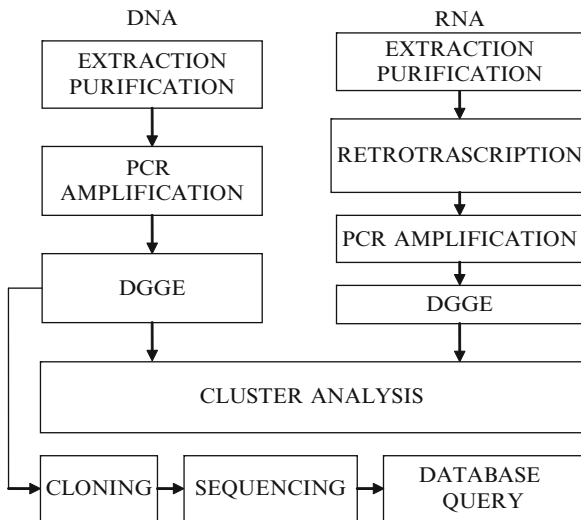 DNA
RNA
EXTRACTION
PURIFICATION
EXTRACTION
PURIFICATION
PCR
AMPLIFICATION
RETROTRASCRIPTION
PCR AMPLIFICATION
DGGE
DGGE
CLUSTER ANALYSIS
CLONING
SEQUENCING
DATABASE
QUERY